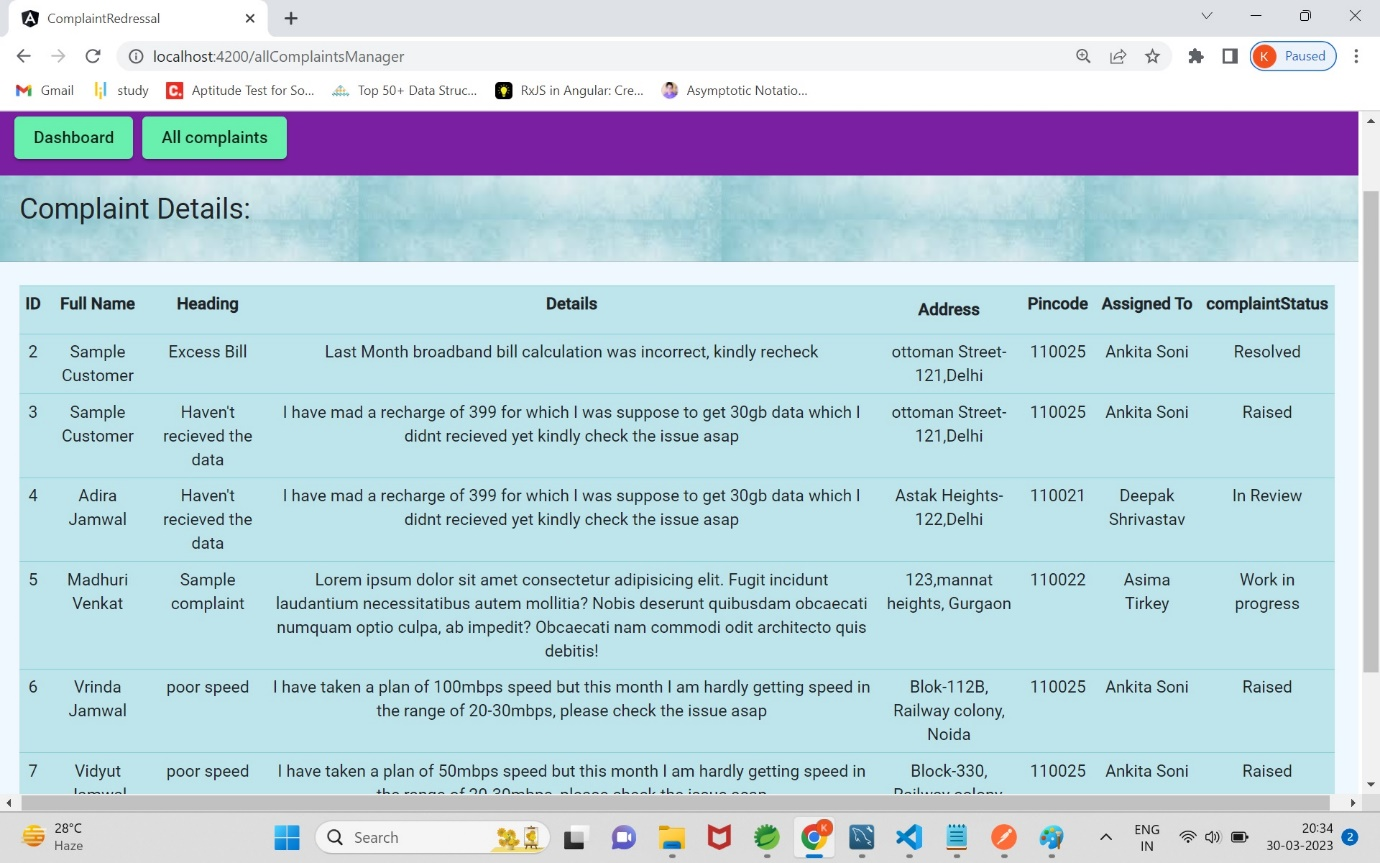 ComplaintRedressal
localhost:4200/allComplaintsManager
K Paused
Gmail study C. Aptitude Test for So... Top 50+ Data Struc... RxJS in Angular: Cre... Asymptotic Notatio...
Dashboard All complaints
Complaint Details:
ID Full Name Heading Details Address Pincode Assigned To complaintStatus
2 Sample Excess Bill Last Month broadband bill calculation was incorrect, kindly recheck ottoman Street- 110025 Ankita Soni Resolved
Customer 121,Delhi
3 Sample Haven't I have mad a recharge of 399 for which I was suppose to get 30gb data which I ottoman Street- 110025 Ankita Soni Raised
Customer recieved the didnt recieved yet kindly check the issue asap 121,Delhi
data
4 Adira Haven't I have mad a recharge of 399 for which I was suppose to get 30gb data which I Astak Heights- 110021 Deepak In Review
Jamwal recieved the didnt recieved yet kindly check the issue asap 122,Delhi Shrivastav
data
5 Madhuri Sample Lorem ipsum dolor sit amet consectetur adipisicing elit. Fugit incidunt 123,mannat 110022 Asima Work in
Venkat complaint laudantium necessitatibus autem mollitia? Nobis deserunt quibusdam obcaecati heights, Gurgaon Tirkey progress
numquam optio culpa, ab impedit? Obcaecati nam commodi odit architecto quis
debitis!
6 Vrinda poor speed I have taken a plan of 100mbps speed but this month I am hardly getting speed in Blok-112B, 110025 Ankita Soni Raised
Jamwal the range of 20-30mbps, please check the issue asap Railway colony,
Noida
7 Vidyut poor speed I have taken a plan of 50mbps speed but this month I am hardly getting speed in Block-330, 110025 Ankita Soni Raised
Jamwal the range of 20-30mbps, please check the issue asap Railway colony,
28°C Search K ENG 20:34
Haze IN 30-03-2023 2